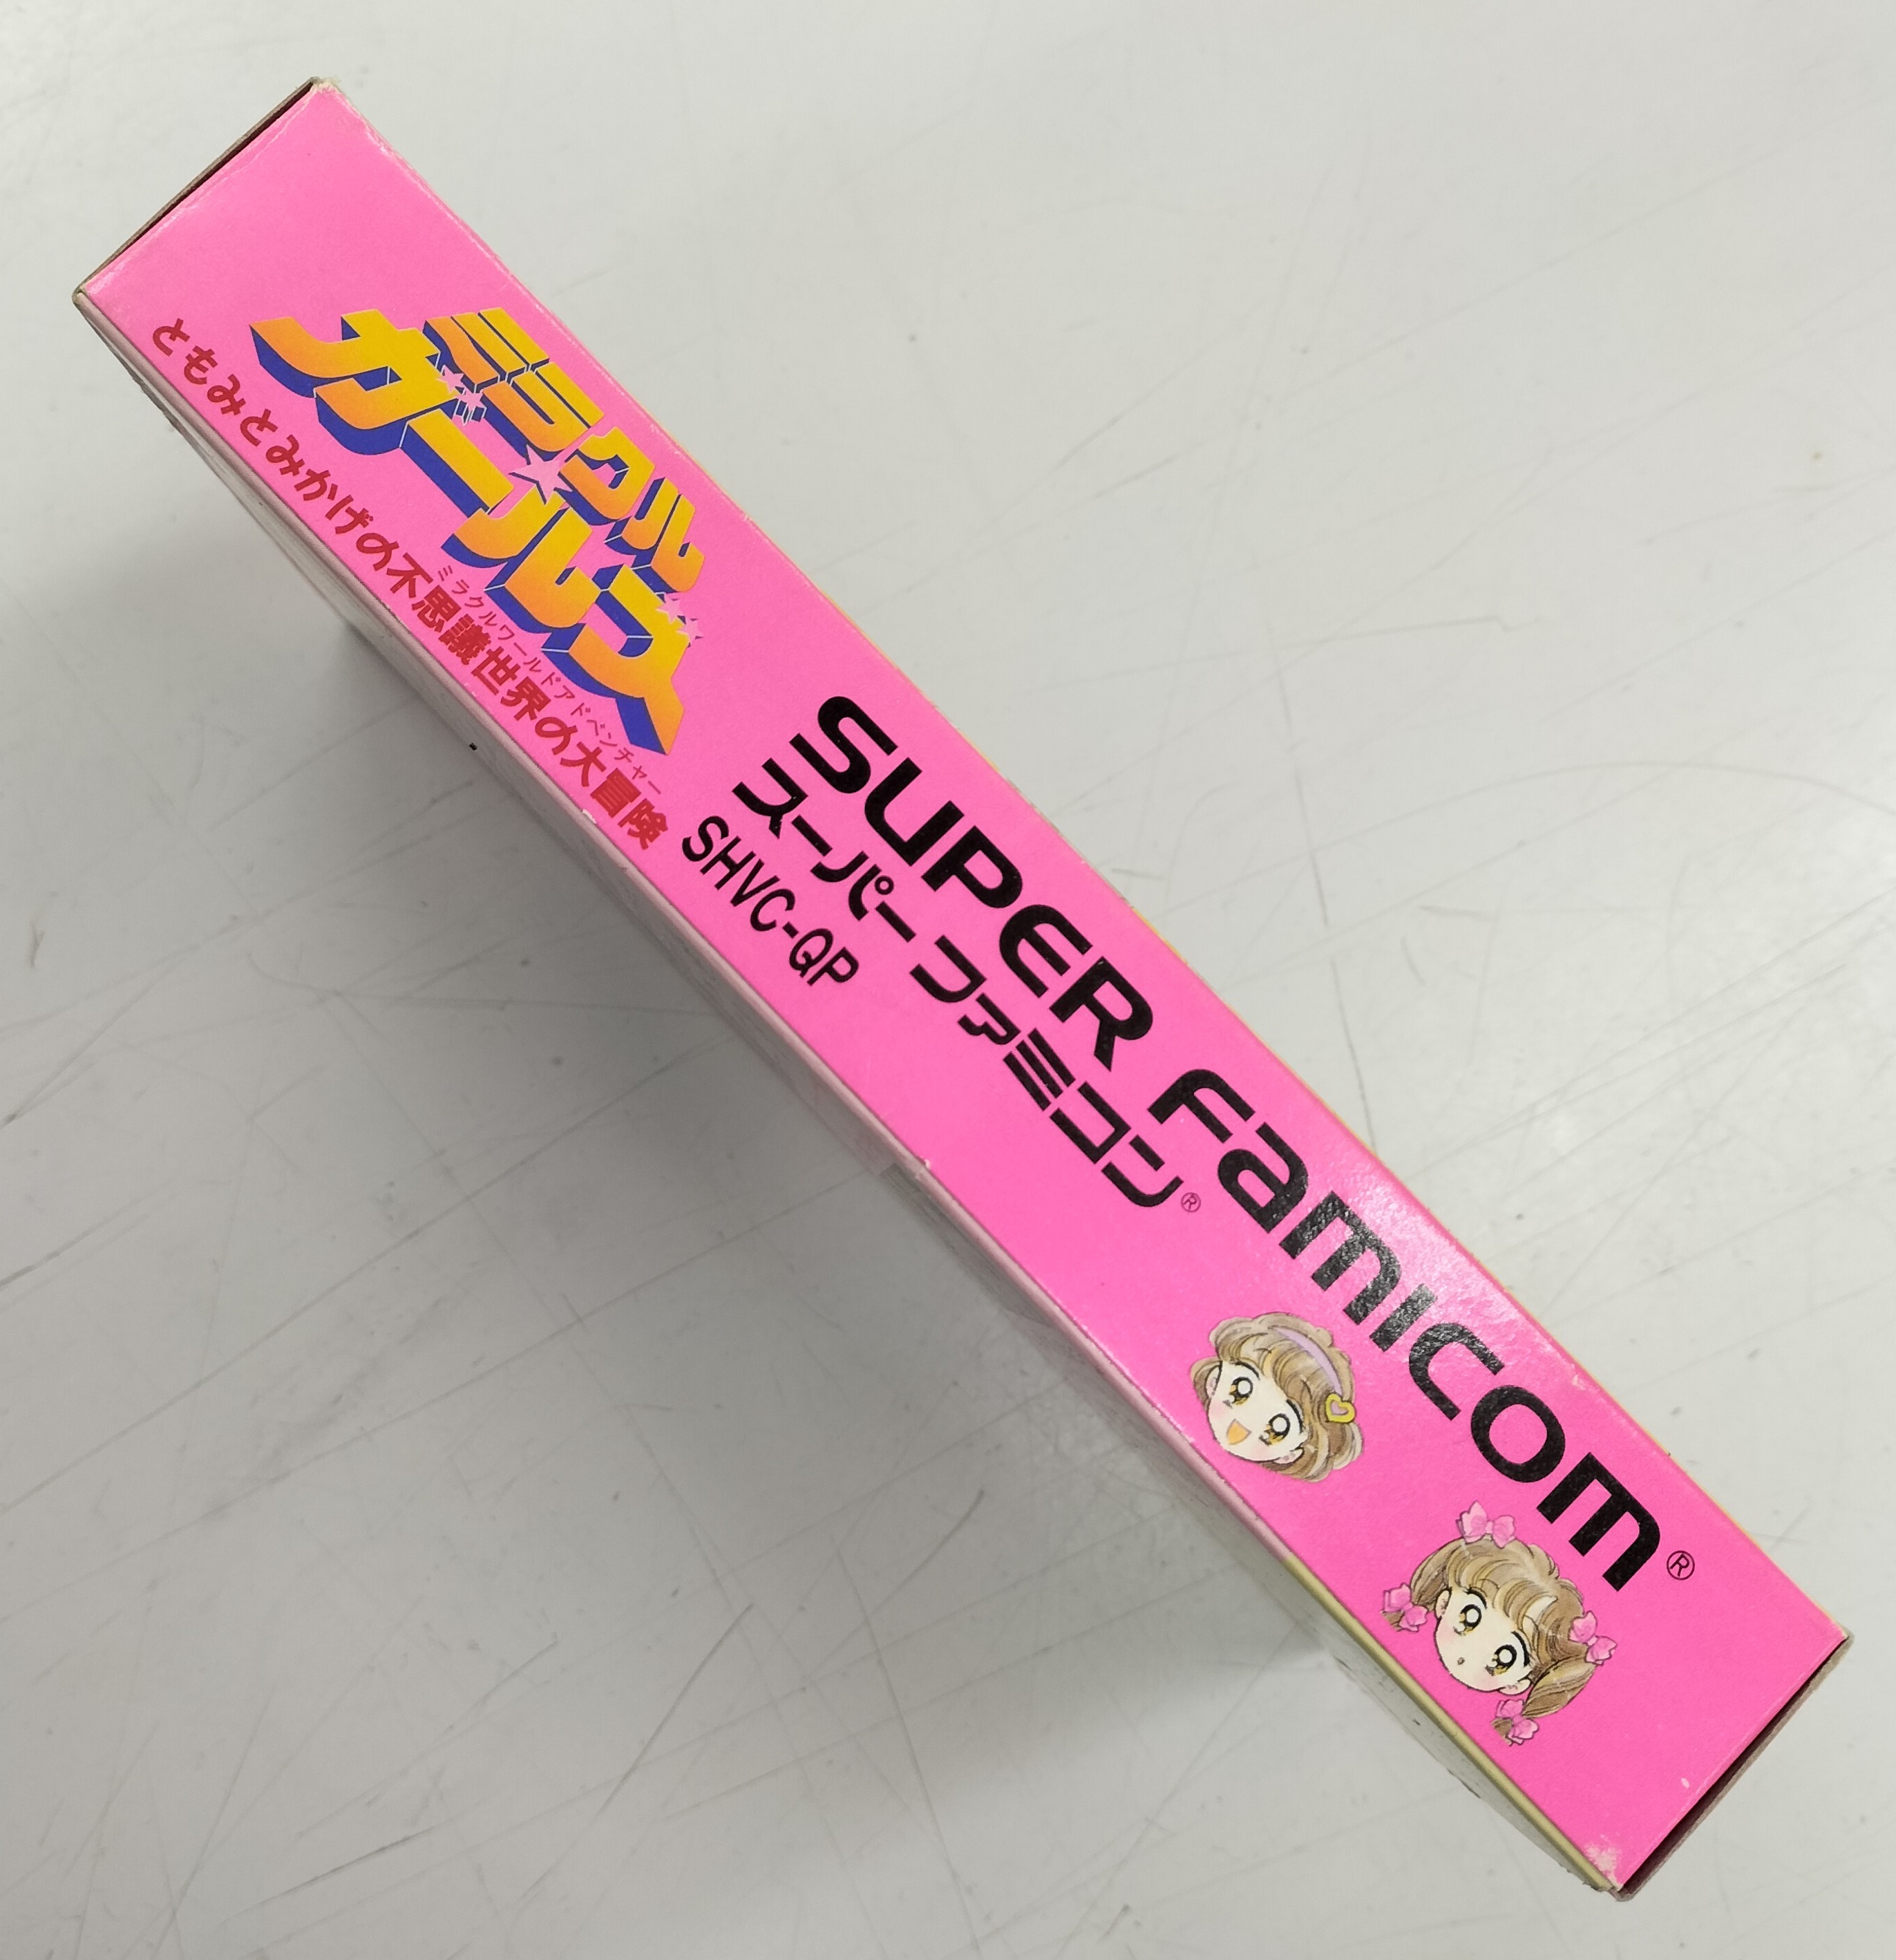 ミラクル
ガールズ
ミラクルワールドアドベンチャー
ともみとみかげの不思議世界の大冒険
SUPER FAMICOM®
スーパーファミコン®
SHVC-QP